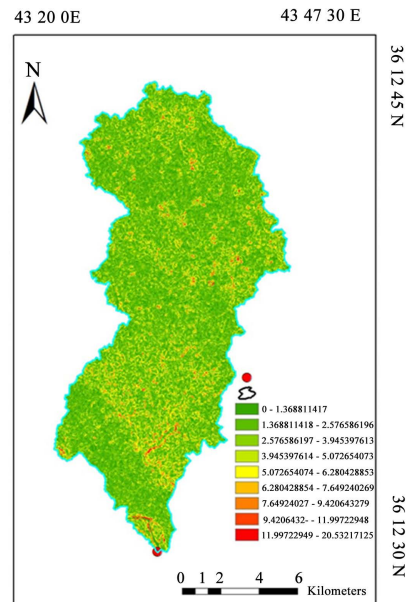 43 20 0E
43 47 30 E
N
36 12 45 N
0 - 1.368811417
1.368811418 - 2.576586196
2.576586197 - 3.945397613
3.945397614 - 5.072654073
5.072654074 - 6.280428853
6.280428854 - 7.649240269
7.64924027 - 9.420643279
9.4206432- - 11.99722948
11.99722949 - 20.53217125
36 12 30 N
0 1 2 4 6
Kilometers